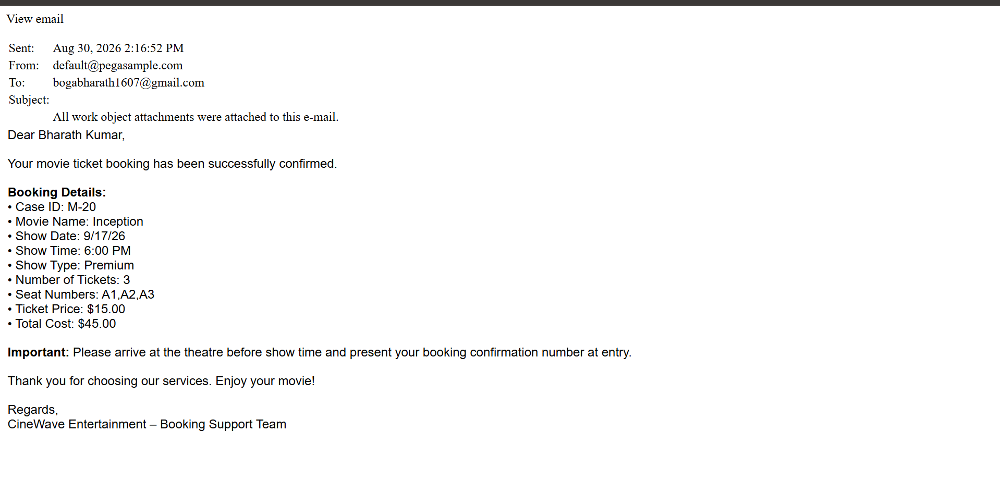 View email
Sent: Aug 30, 2026 2:16:52 PM
From: default@pegasample.com
To: bogabharath1607@gmail.com
Subject:
All work object attachments were attached to this e-mail.
Dear Bharath Kumar,
Your movie ticket booking has been successfully confirmed.
Booking Details:
• Case ID: M-20
• Movie Name: Inception
• Show Date: 9/17/26
• Show Time: 6:00 PM
• Show Type: Premium
• Number of Tickets: 3
• Seat Numbers: A1,A2,A3
• Ticket Price: $15.00
• Total Cost: $45.00
Important: Please arrive at the theatre before show time and present your booking confirmation number at entry.
Thank you for choosing our services. Enjoy your movie!
Regards,
CineWave Entertainment – Booking Support Team